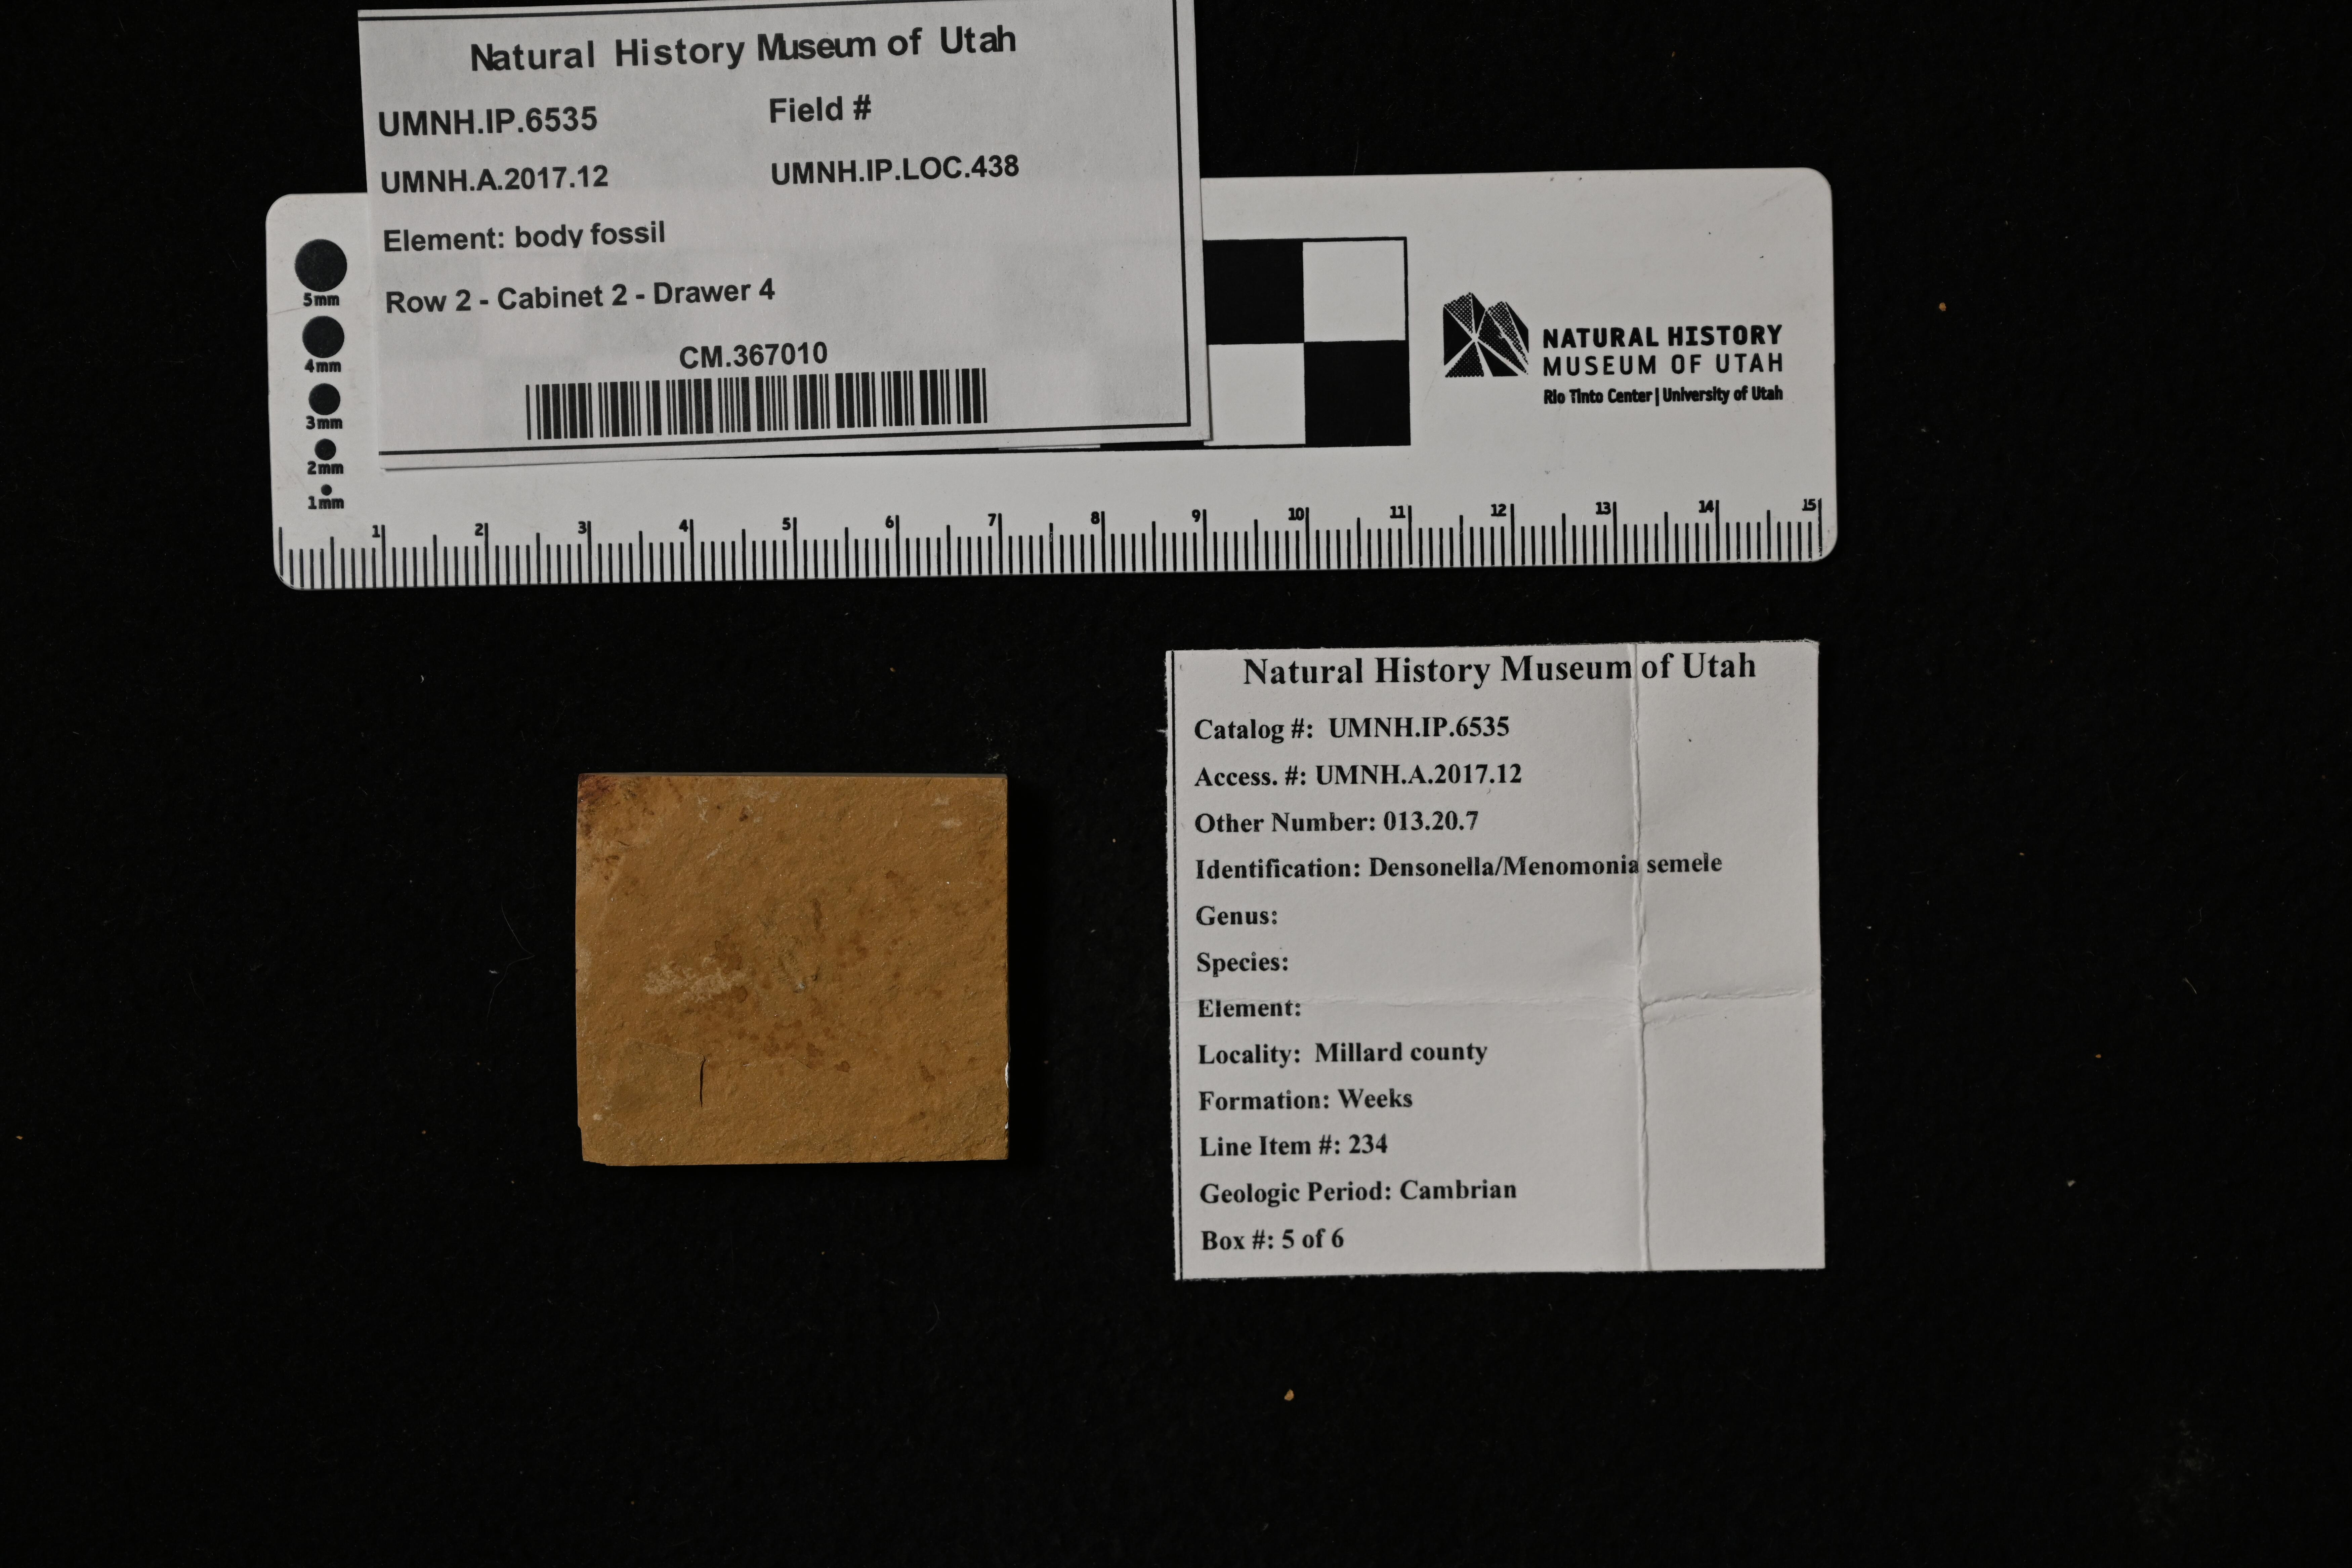 Natural History Museum of Utah
UMNH.IP.6535 Field #
UMNH.A.2017.12 UMNH.IP.LOC.438
Element: body fossil
Row 2 - Cabinet 2 - Drawer 4
CM.367010
5mm
4mm
3mm
2mm
1mm
NATURAL HISTORY
MUSEUM OF UTAH
Rio Tinto Center | University of Utah
1 2 3 4 5 6 7 8 9 10 11 12 13 14 15
Natural History Museum of Utah
Catalog #: UMNH.IP.6535
Access. #: UMNH.A.2017.12
Other Number: 013.20.7
Identification: Densonella/Menomonia semele
Genus:
Species:
Element:
Locality: Millard county
Formation: Weeks
Line Item #: 234
Geologic Period: Cambrian
Box #: 5 of 6